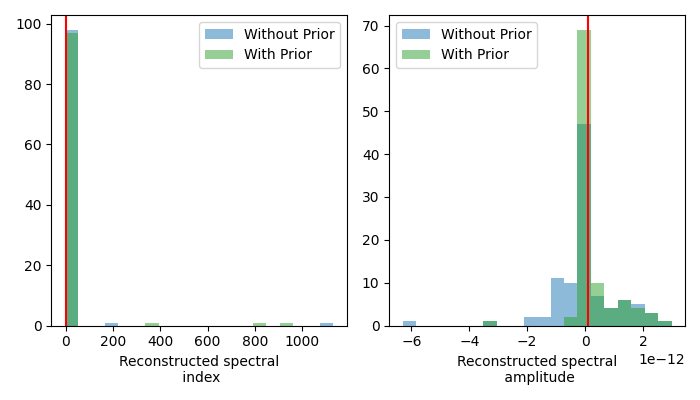 100
80
60
40
20
0
0
200
400
600
800
1000
Reconstructed spectral
index
Without Prior
With Prior
70
60
50
40
30
20
10
0
−6
−4
−2
0
2
1e−12
Reconstructed spectral
amplitude
Without Prior
With Prior